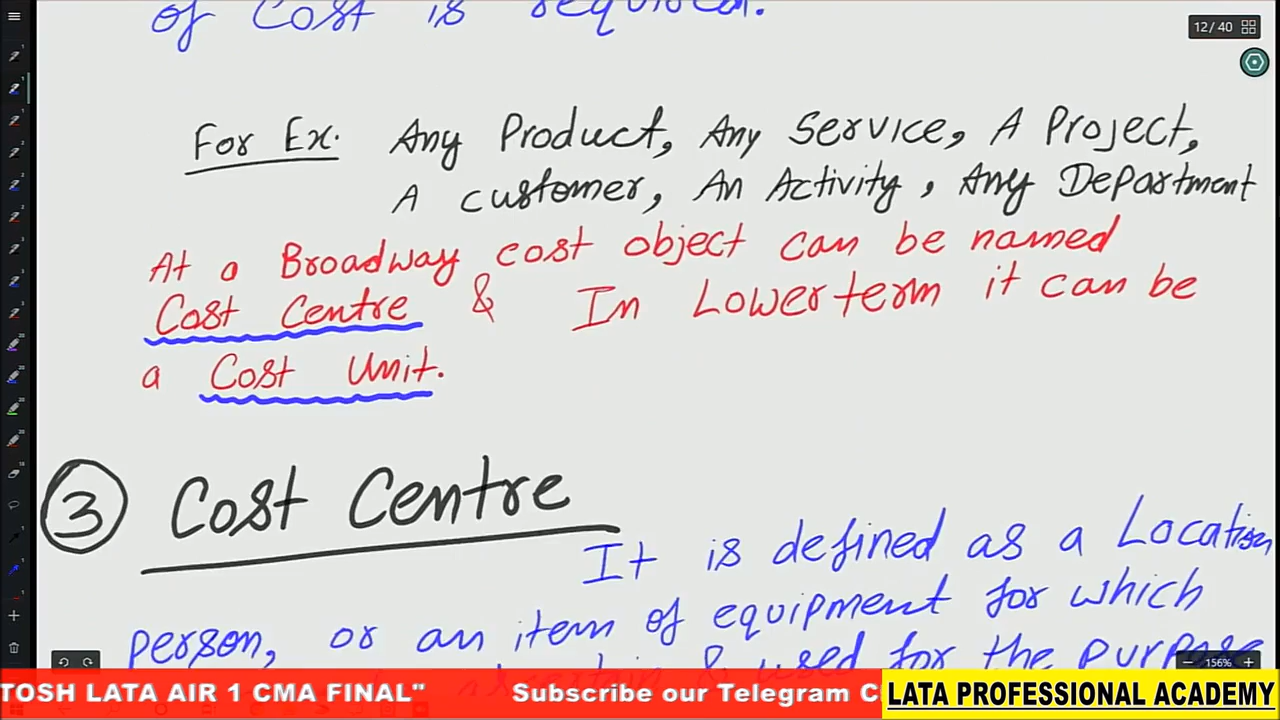 of Cost is required.
12/40
For Ex. Any Product, Any Service, A Project,
A customer, An Activity, Any Department
At a Broadway cost object can be named
Cost Centre & In Lower term it can be
a Cost Unit.
3 Cost Centre
It is defined as a Location
person, or an item of equipment for which
& used for the purpose
156%
TOSH LATA AIR 1 CMA FINAL" Subscribe our Telegram C
LATA PROFESSIONAL ACADEMY